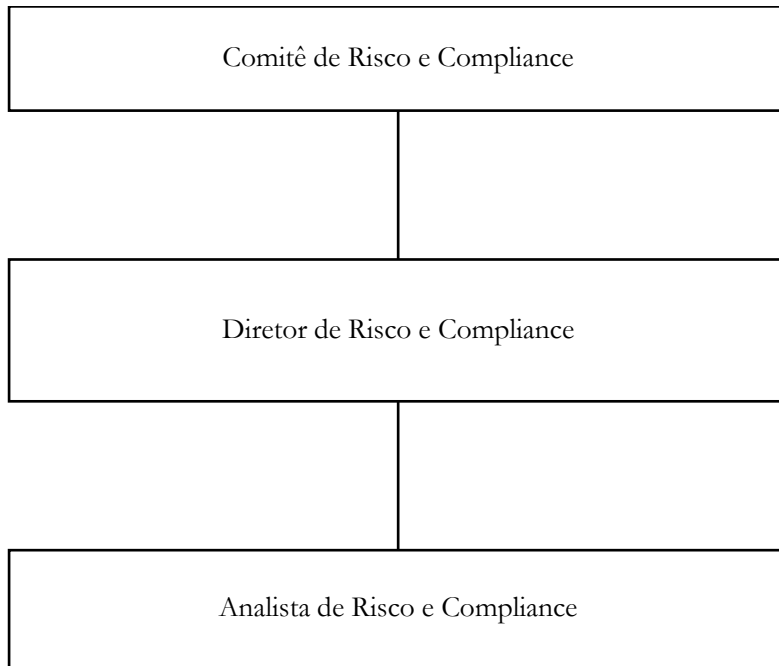 Comitê de Risco e Compliance
Diretor de Risco e Compliance
Analista de Risco e Compliance